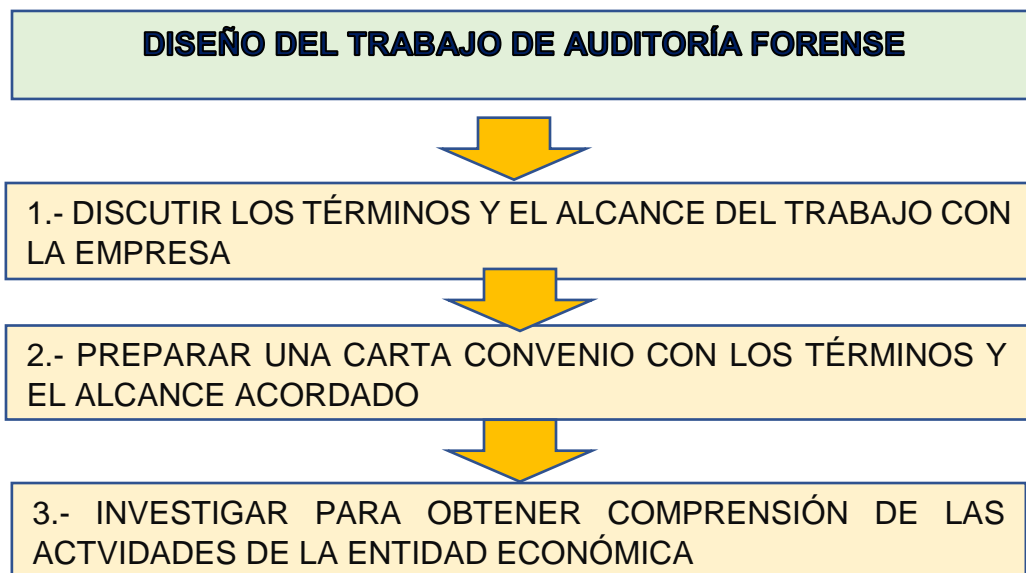 DISEÑO DEL TRABAJO DE AUDITORÍA FORENSE
1.- DISCUTIR LOS TÉRMINOS Y EL ALCANCE DEL TRABAJO CON
LA EMPRESA
2.- PREPARAR UNA CARTA CONVENIO CON LOS TÉRMINOS Y
EL ALCANCE ACORDADO
3.- INVESTIGAR PARA OBTENER COMPRENSIÓN DE LAS
ACTVIDADES DE LA ENTIDAD ECONÓMICA